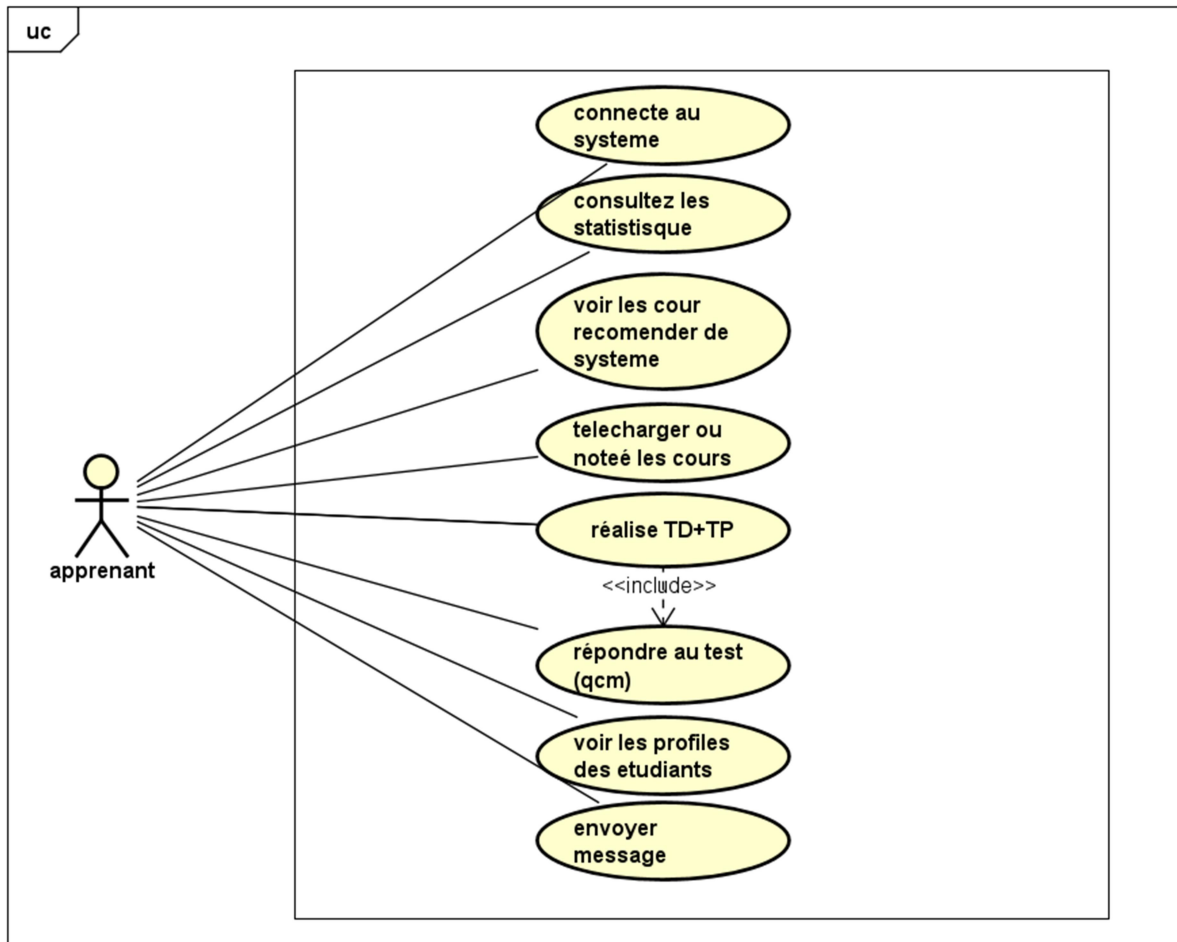 uc
connecte au
systeme
consultez les
statistisque
voir les cour
recomender de
systeme
telecharger ou
noteé les cours
réalise TD+TP
<<include>>
répondre au test
(qcm)
voir les profiles
des etudiants
envoyer
message
apprenant